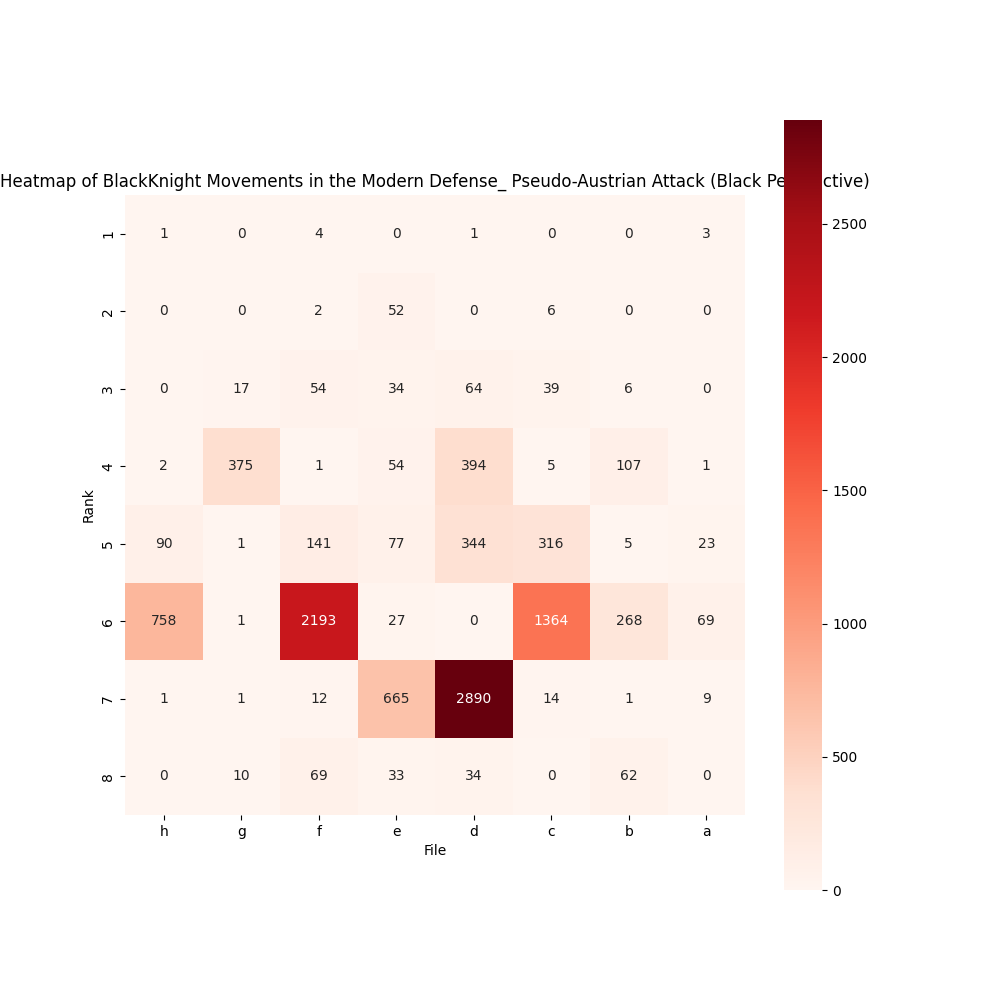 Heatmap of BlackKnight Movements in the Modern Defense_ Pseudo-Austrian Attack (Black Pe ctive)
1 1 0 4 0 1 0 0 3
2 0 0 2 52 0 6 0 0
3 0 17 54 34 64 39 6 0
4 2 375 1 54 394 5 107 1
Rank
5 90 1 141 77 344 316 5 23
6 758 1 2193 27 0 1364 268 69
7 1 1 12 665 2890 14 1 9
8 0 10 69 33 34 0 62 0
h g f e d c b a
File
2500
2000
1500
1000
500
0